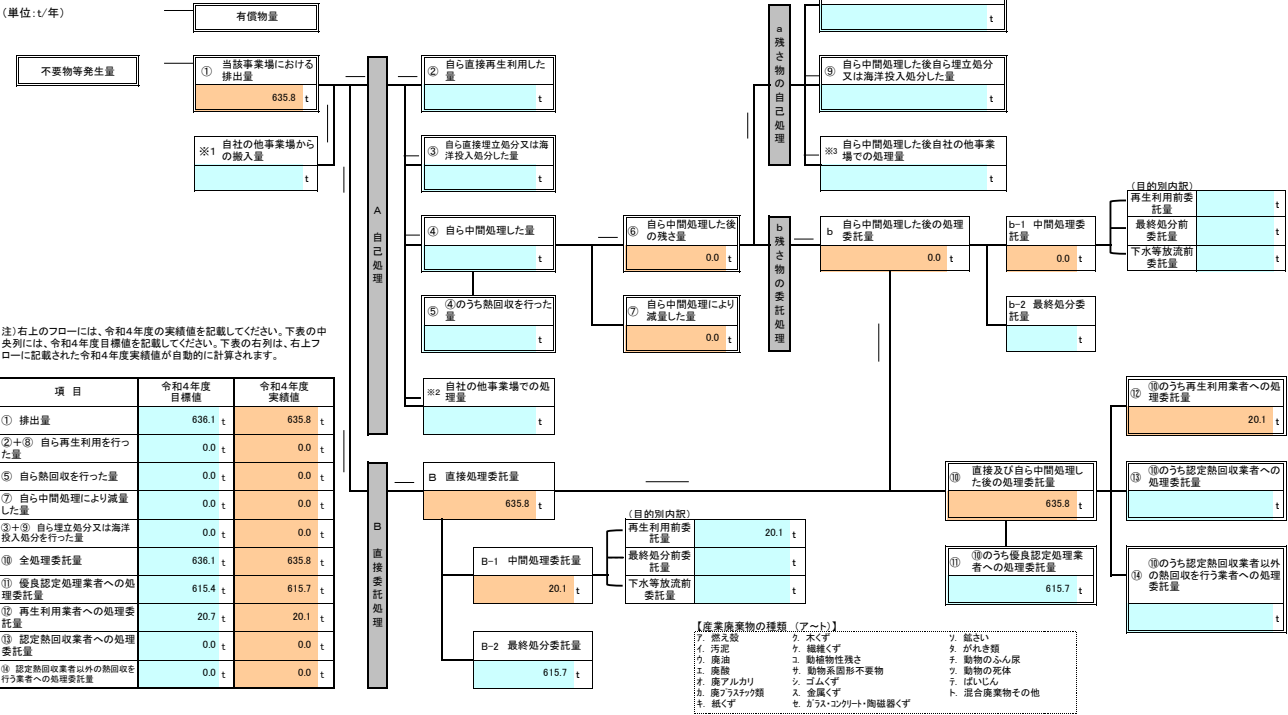 （単位：t/年）
有償物量
t
不要物等発生量
① 当該事業場における
排出量
635.8 t
※1 自社の他事業場から
の搬入量
t
A
自己処理
② 自ら直接再生利用した
量
t
③ 自ら直接埋立処分又は海
洋投入処分した量
t
④ 自ら中間処理した量
t
⑤ ④のうち熱回収を行った
量
t
※2 自社の他事業場での処
理量
t
⑥ 自ら中間処理した後
の残さ量
0.0 t
⑦ 自ら中間処理により
減量した量
0.0 t
a
残さ物の自己処理
⑨ 自ら中間処理した後自ら埋立処分
又は海洋投入処分した量
t
※3 自ら中間処理した後自社の他事業
場での処理量
t
b
残さ物の委託処理
b 自ら中間処理した後の処理
委託量
0.0 t
b-1 中間処理委
託量
0.0 t
b-2 最終処分委
託量
t
（目的別内訳）
再生利用前委
託量 t
最終処分前
委託量 t
下水等放流前
委託量 t
注）右上のフローには、令和４年度の実績値を記載してください。下表の中
央列には、令和４年度目標値を記載してください。下表の右列は、右上フ
ローに記載された令和４年度実績値が自動的に計算されます。
項 目 令和４年度
目標値 令和４年度
実績値
① 排出量 636.1 t 635.8 t
②＋⑧ 自ら再生利用を行っ
た量 0.0 t 0.0 t
⑤ 自ら熱回収を行った量 0.0 t 0.0 t
⑦ 自ら中間処理により減量
した量 0.0 t 0.0 t
③＋⑨ 自ら埋立処分又は海洋
投入処分を行った量 0.0 t 0.0 t
⑩ 全処理委託量 636.1 t 635.8 t
⑪ 優良認定処理業者への処
理委託量 615.4 t 615.7 t
⑫ 再生利用業者への処理委
託量 20.7 t 20.1 t
⑬ 認定熱回収業者への処理
委託量 0.0 t 0.0 t
⑭ 認定熱回収業者以外の熱回収を
行う業者への処理委託量 0.0 t 0.0 t
B
直接委託処理
B 直接処理委託量
635.8 t
B-1 中間処理委託量
20.1 t
B-2 最終処分委託量
615.7 t
（目的別内訳）
再生利用前委
託量 20.1 t
最終処分前委
託量 t
下水等放流前
委託量 t
⑩ 直接及び自ら中間処理し
た後の処理委託量
635.8 t
⑪ ⑩のうち優良認定処理業
者への処理委託量
615.7 t
⑫ ⑩のうち再生利用業者への処
理委託量
20.1 t
⑬ ⑩のうち認定熱回収業者への
処理委託量
t
⑭ ⑩のうち認定熱回収業者以外
の熱回収を行う業者への処理
委託量
t
【産業廃棄物の種類 （ア～ト）】
ア. 燃え殻 ク. 木くず ソ. 鉱さい
イ. 汚泥 ケ. 繊維くず タ. がれき類
ウ. 廃油 コ. 動植物性残さ チ. 動物のふん尿
エ. 廃酸 サ. 動物系固形不要物 ツ. 動物の死体
オ. 廃アルカリ シ. ゴムくず テ. ばいじん
カ. 廃プラスチック類 ス. 金属くず ト. 混合廃棄物その他
キ. 紙くず セ. ガラス・コンクリート・陶磁器くず